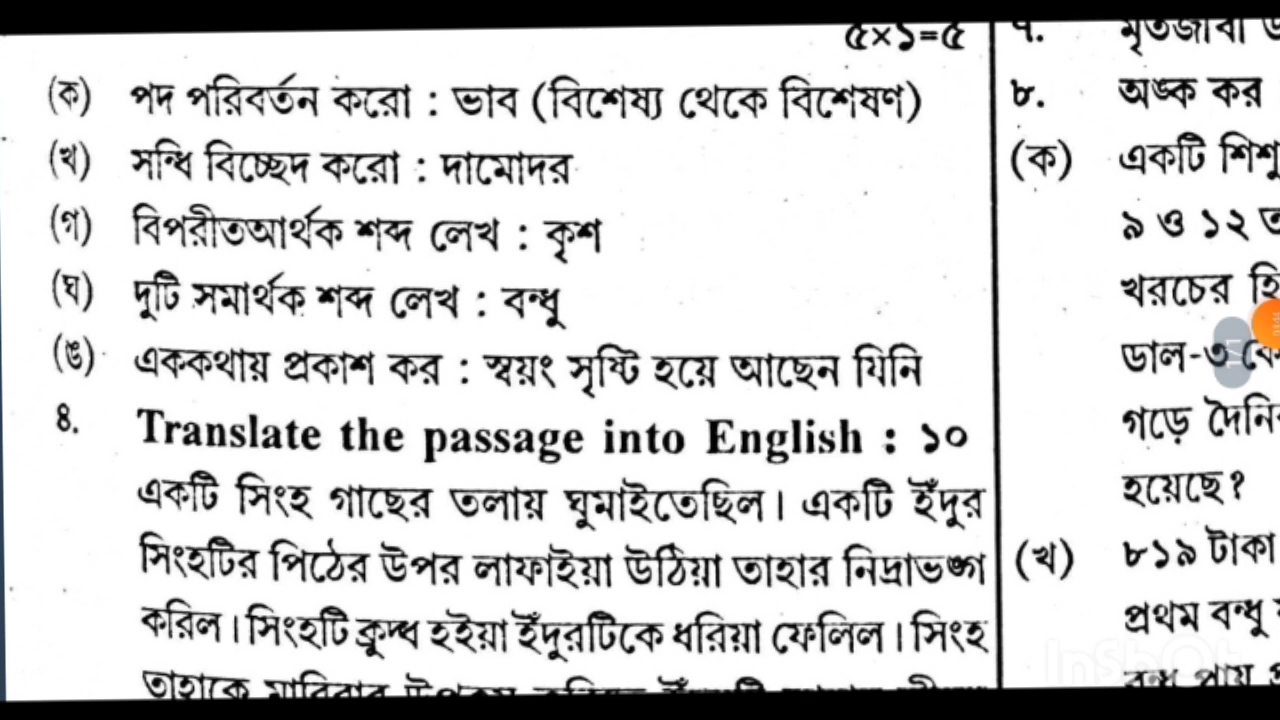 ৫×১=৫
(ক) পদ পরিবর্তন করো : ভাব (বিশেষ্য থেকে বিশেষণ)
(খ) সন্ধি বিচ্ছেদ করো : দামোদর
(গ) বিপরীতআর্থক শব্দ লেখ : কৃশ
(ঘ) দুটি সমার্থক শব্দ লেখ : বন্ধু
(ঙ) এককথায় প্রকাশ কর : স্বয়ং সৃষ্টি হয়ে আছেন যিনি
৪. Translate the passage into English : ১০
একটি সিংহ গাছের তলায় ঘুমাইতেছিল। একটি ইঁদুর
সিংহটির পিঠের উপর লাফাইয়া উঠিয়া তাহার নিদ্রাভঙ্গ
করিল। সিংহটি ক্রুদ্ধ হইয়া ইঁদুরটিকে ধরিয়া ফেলিল। সিংহ
তাহাকে মারিবার
৭.
৮. অঙ্ক কর
(ক) একটি শিশু
৯ ও ১২
খরচের
ডাল-৩
গড়ে
হয়েছে?
(খ) ৮১৯ টাকা
প্রথম বন্ধু
InShOt